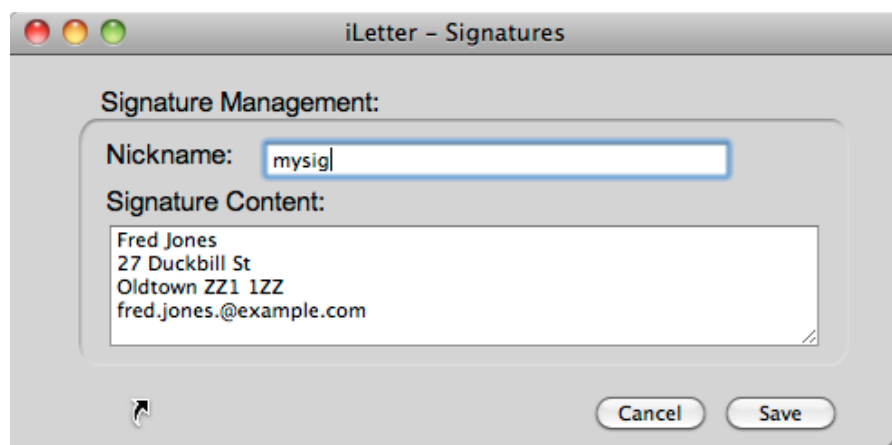 iLetter – Signatures
Signature Management:
Nickname: mysig
Signature Content:
Fred Jones
27 Duckbill St
Oldtown ZZ1 1ZZ
fred.jones.@example.com
Cancel Save